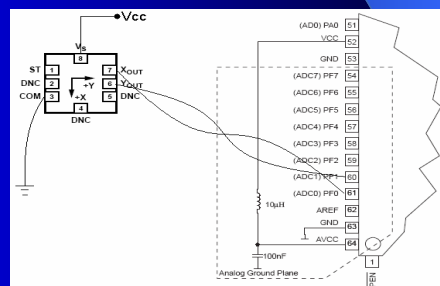 Vcc
VS
8
ST 1
7 XOUT
DNC 2
6 YOUT
COM 3
5 DNC
+Y
+X
4
DNC
(AD0) PA0 51
VCC 52
GND 53
(ADC7) PF7 54
(ADC6) PF6 55
(ADC5) PF5 56
(ADC4) PF4 57
(ADC3) PF3 58
(ADC2) PF2 59
(ADC1) PF1 60
(ADC0) PF0 61
AREF 62
GND 63
AVCC 64
10µH
100nF
Analog Ground Plane
1
PEN